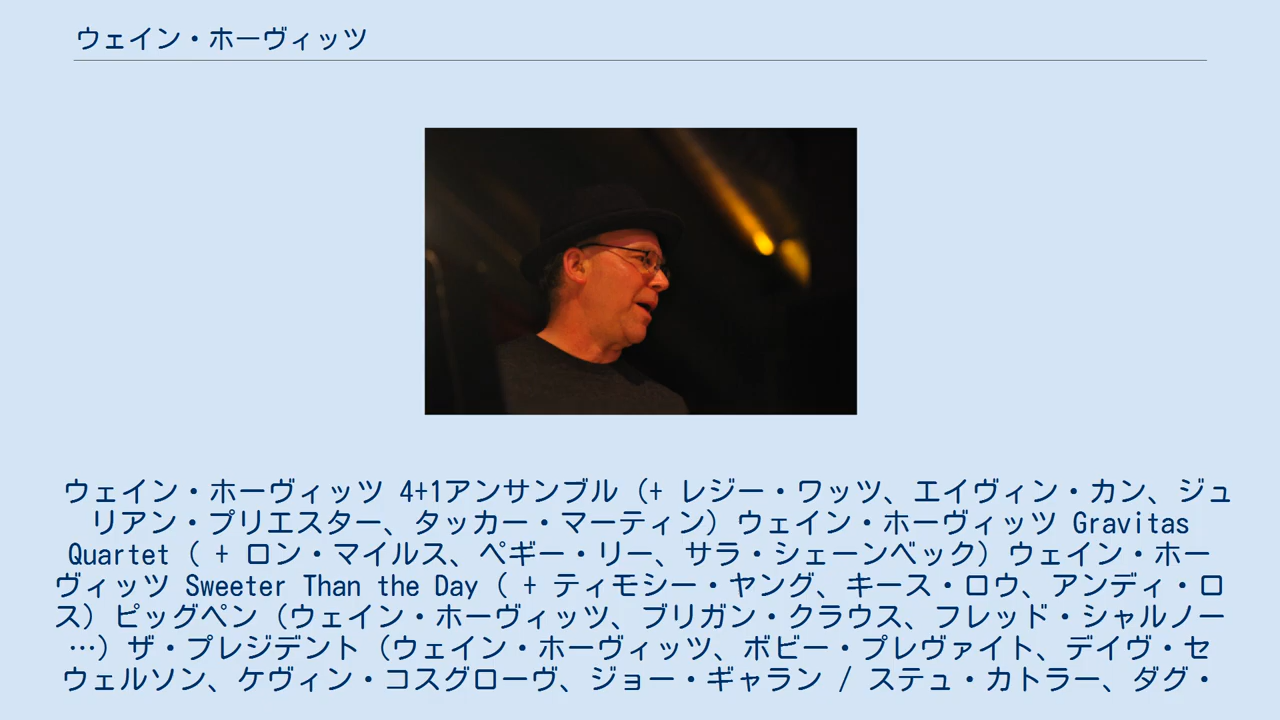 ウェイン・ホーヴィッツ
ウェイン・ホーヴィッツ 4+1アンサンブル (+ レジー・ワッツ、エイヴィン・カン、ジュ
リアン・プリエスター、タッカー・マーティン) ウェイン・ホーヴィッツ Gravitas
Quartet ( + ロン・マイルス、ペギー・リー、サラ・シェーンベック) ウェイン・ホー
ヴィッツ Sweeter Than the Day ( + ティモシー・ヤング、キース・ロウ、アンディ・ロ
ス) ピッグペン (ウェイン・ホーヴィッツ、ブリガン・クラウス、フレッド・シャルノー
…) ザ・プレジデント (ウェイン・ホーヴィッツ、ボビー・プレヴァイト、デイヴ・セ
ウェルソン、ケヴィン・コスグローヴ、ジョー・ギャラン / ステュ・カトラー、ダグ・